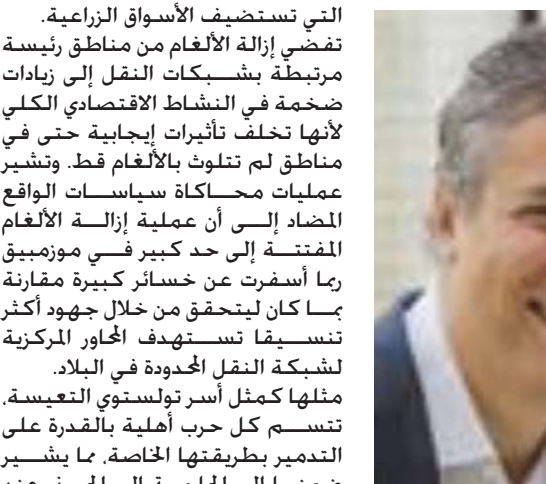 التي تستضيف الأسواق الزراعية.
تفضي إزالة الألغام من مناطق رئيسة
مرتبطة بشبكات النقل إلى زيادات
ضخمة في النشاط الاقتصادي الكلي
لأنها تخلف تأثيرات إيجابية حتى في
مناطق لم تتلوث بالألغام قط. وتشير
عمليات محاكاة سياسات الواقع
المضاد إلى أن عملية إزالة الألغام
المفتتة إلى حد كبير في موزمبيق
ربما أسفرت عن خسائر كبيرة مقارنة
بما كان ليتحقق من خلال جهود أكثر
تنسيقا تستهدف المحاور المركزية
لشبكة النقل المحدودة في البلاد.
مثلها كمثل أسر تولستوي التعيسة،
تتسم كل حرب أهلية بالقدرة على
التدمير بطريقتها الخاصة، مما يشير